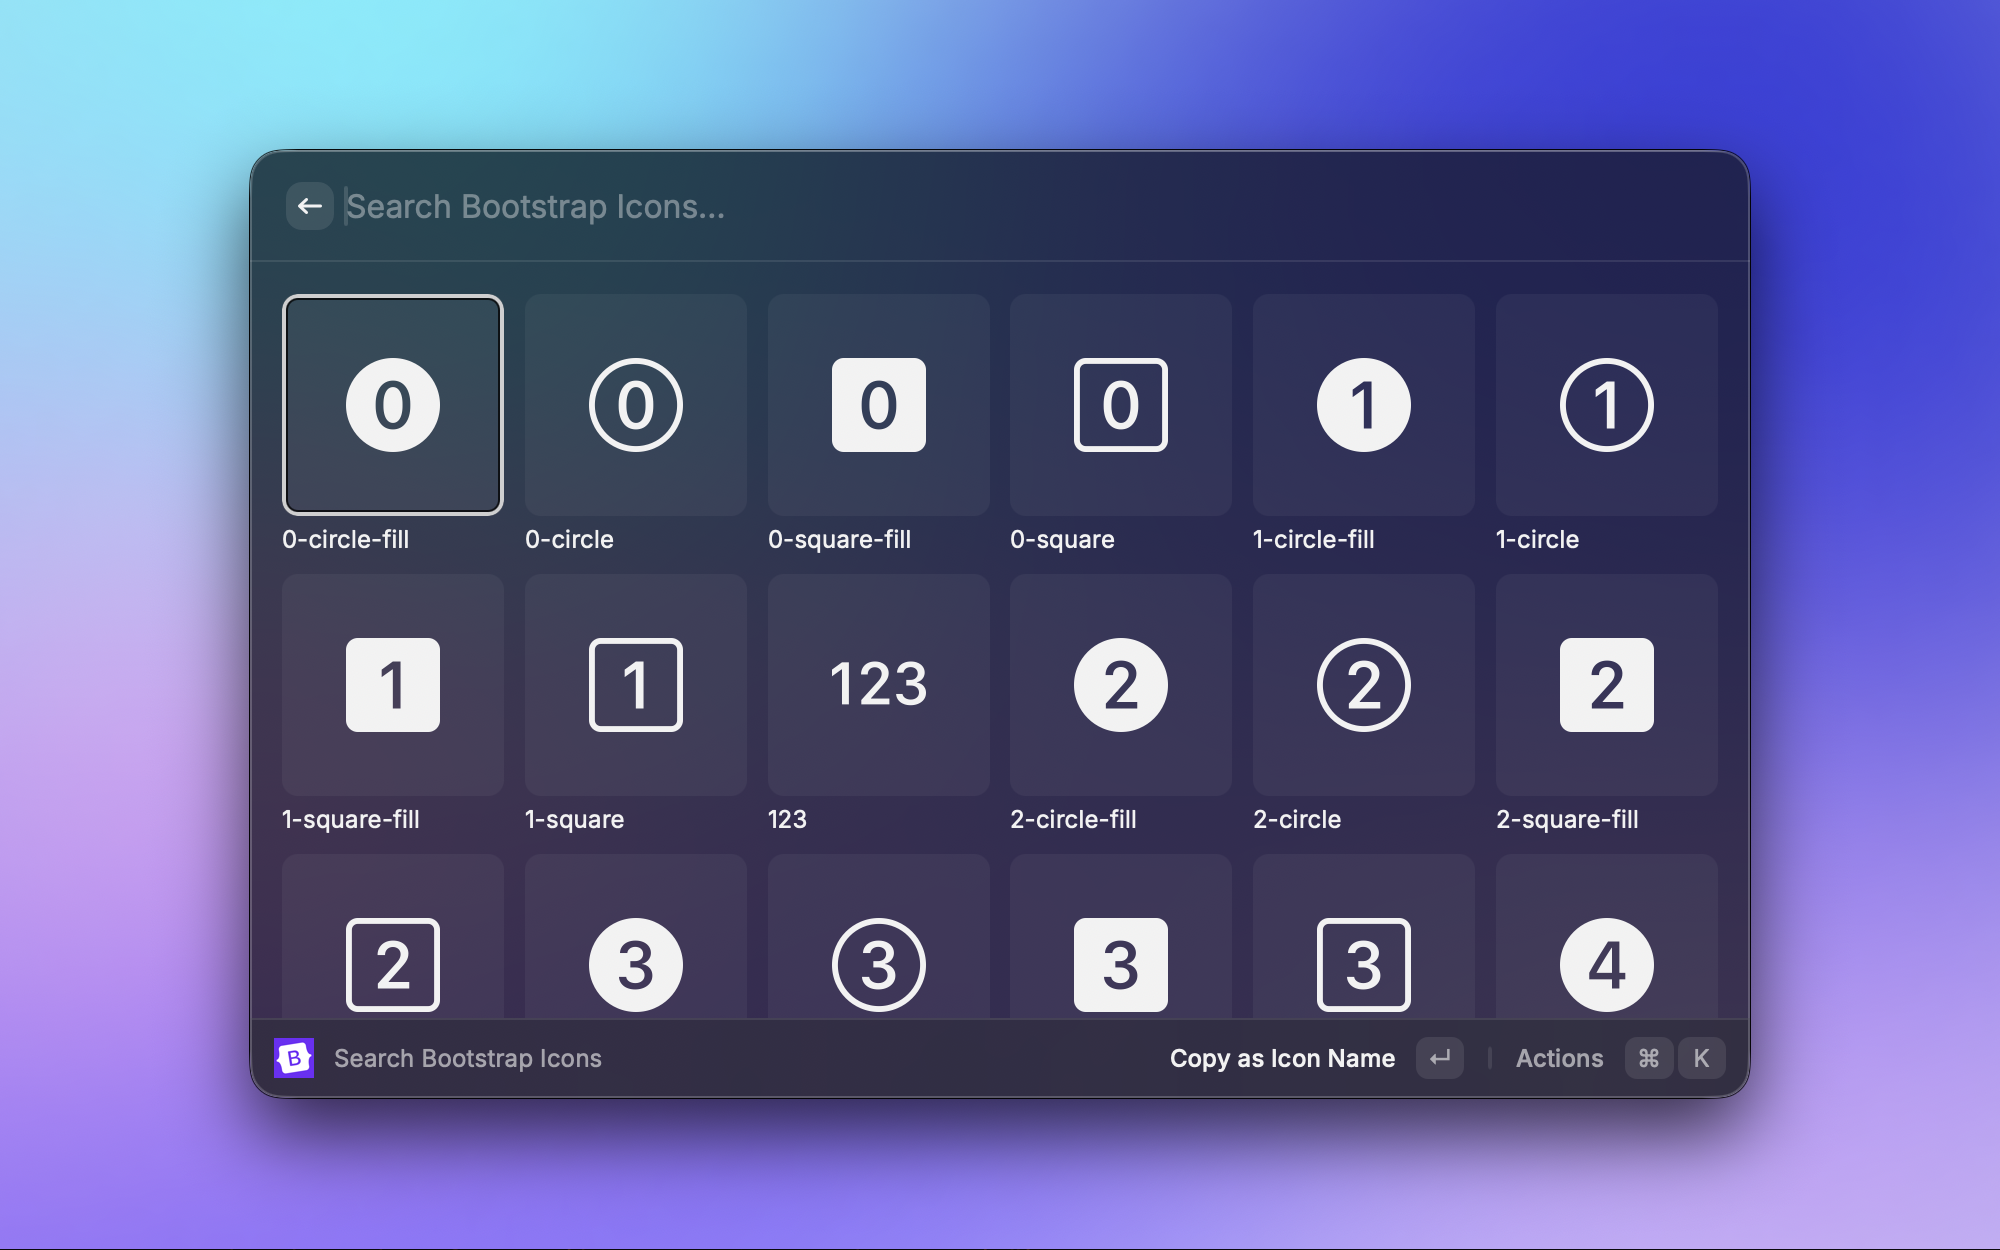 Search Bootstrap Icons...
0 0 0 0 1 1
0-circle-fill 0-circle 0-square-fill 0-square 1-circle-fill 1-circle
1 1 123 2 2 2
1-square-fill 1-square 123 2-circle-fill 2-circle 2-square-fill
2 3 3 3 3 4
B Search Bootstrap Icons Copy as Icon Name ↵ Actions ⌘ K